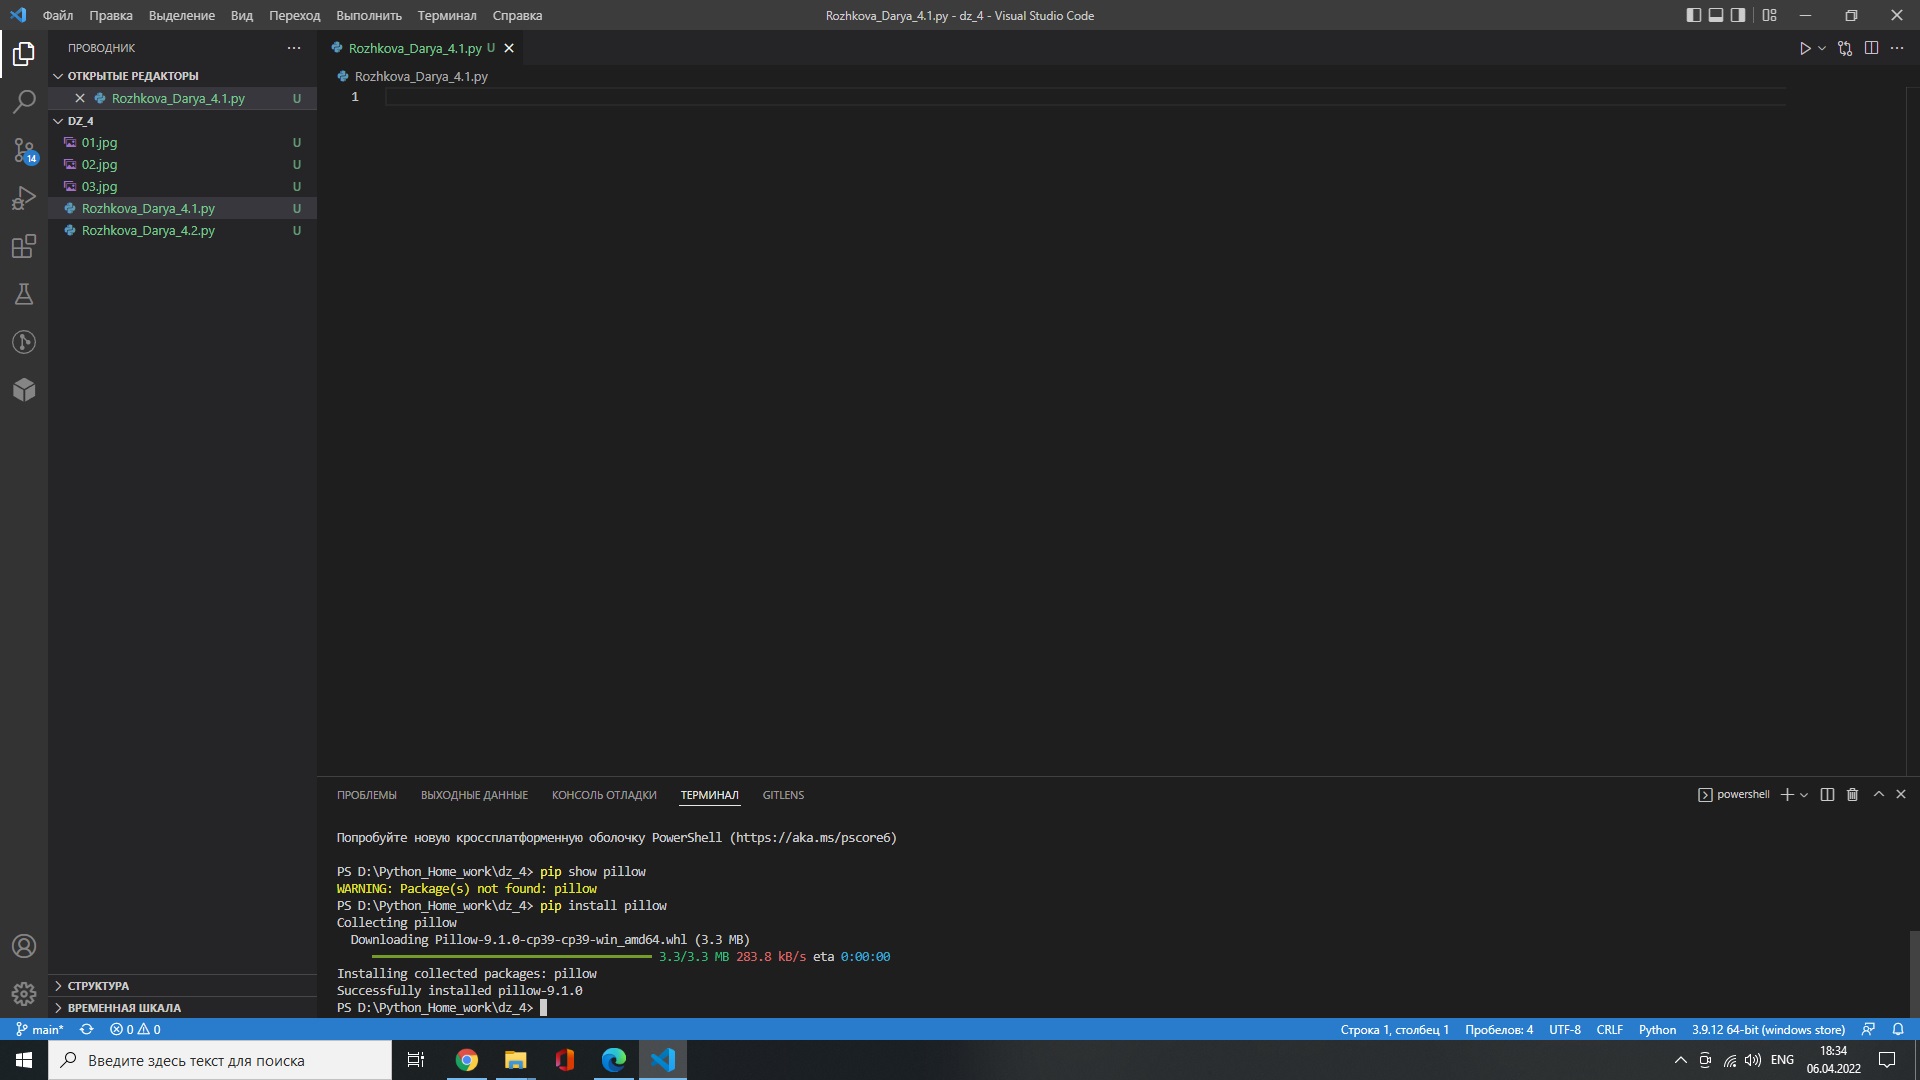 Файл Правка Выделение Вид Переход Выполнить Терминал Справка
Rozhkova_Darya_4.1.py - dz_4 - Visual Studio Code
ПРОВОДНИК
Rozhkova_Darya_4.1.py U
ОТКРЫТЫЕ РЕДАКТОРЫ
Rozhkova_Darya_4.1.py
Rozhkova_Darya_4.1.py U
1
DZ_4
01.jpg U
02.jpg U
14
03.jpg U
Rozhkova_Darya_4.1.py U
Rozhkova_Darya_4.2.py U
ПРОБЛЕМЫ ВЫХОДНЫЕ ДАННЫЕ КОНСОЛЬ ОТЛАДКИ ТЕРМИНАЛ GITLENS
powershell
Попробуйте новую кроссплатформенную оболочку PowerShell (https://aka.ms/pscore6)
PS D:\Python_Home_work\dz_4> pip show pillow
WARNING: Package(s) not found: pillow
PS D:\Python_Home_work\dz_4> pip install pillow
Collecting pillow
Downloading Pillow-9.1.0-cp39-cp39-win_amd64.whl (3.3 MB)
3.3/3.3 MB 283.8 kB/s eta 0:00:00
Installing collected packages: pillow
Successfully installed pillow-9.1.0
PS D:\Python_Home_work\dz_4>
СТРУКТУРА
ВРЕМЕННАЯ ШКАЛА
main* 0 0
Строка 1, столбец 1 Пробелов: 4 UTF-8 CRLF Python 3.9.12 64-bit (windows store)
Введите здесь текст для поиска
ENG
18:34
06.04.2022